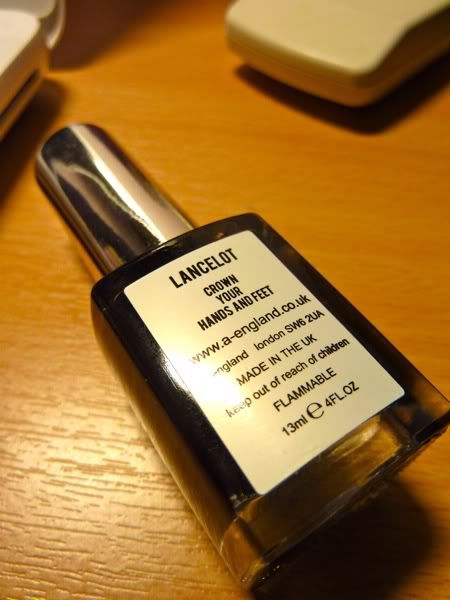 LANCELOT
CROWN
YOUR
HANDS AND FEET
www.a-england.co.uk
england london SW6 2UA
MADE IN THE UK
keep out of reach of children
FLAMMABLE
13ml e 4FL.OZ